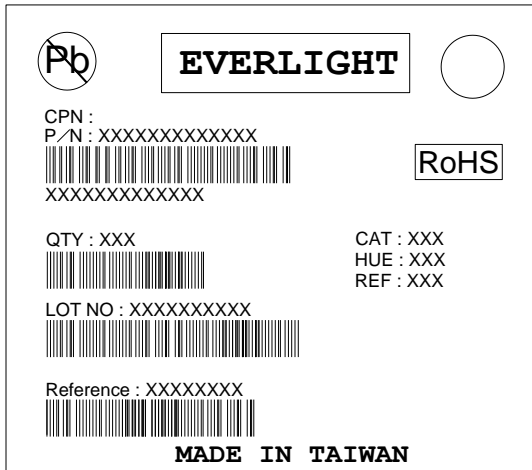 Pb
EVERLIGHT
CPN :
P/N : XXXXXXXXXXXXX
RoHS
XXXXXXXXXXXXX
QTY : XXX
CAT : XXX
HUE : XXX
REF : XXX
LOT NO : XXXXXXXXXX
Reference : XXXXXXXX
MADE IN TAIWAN